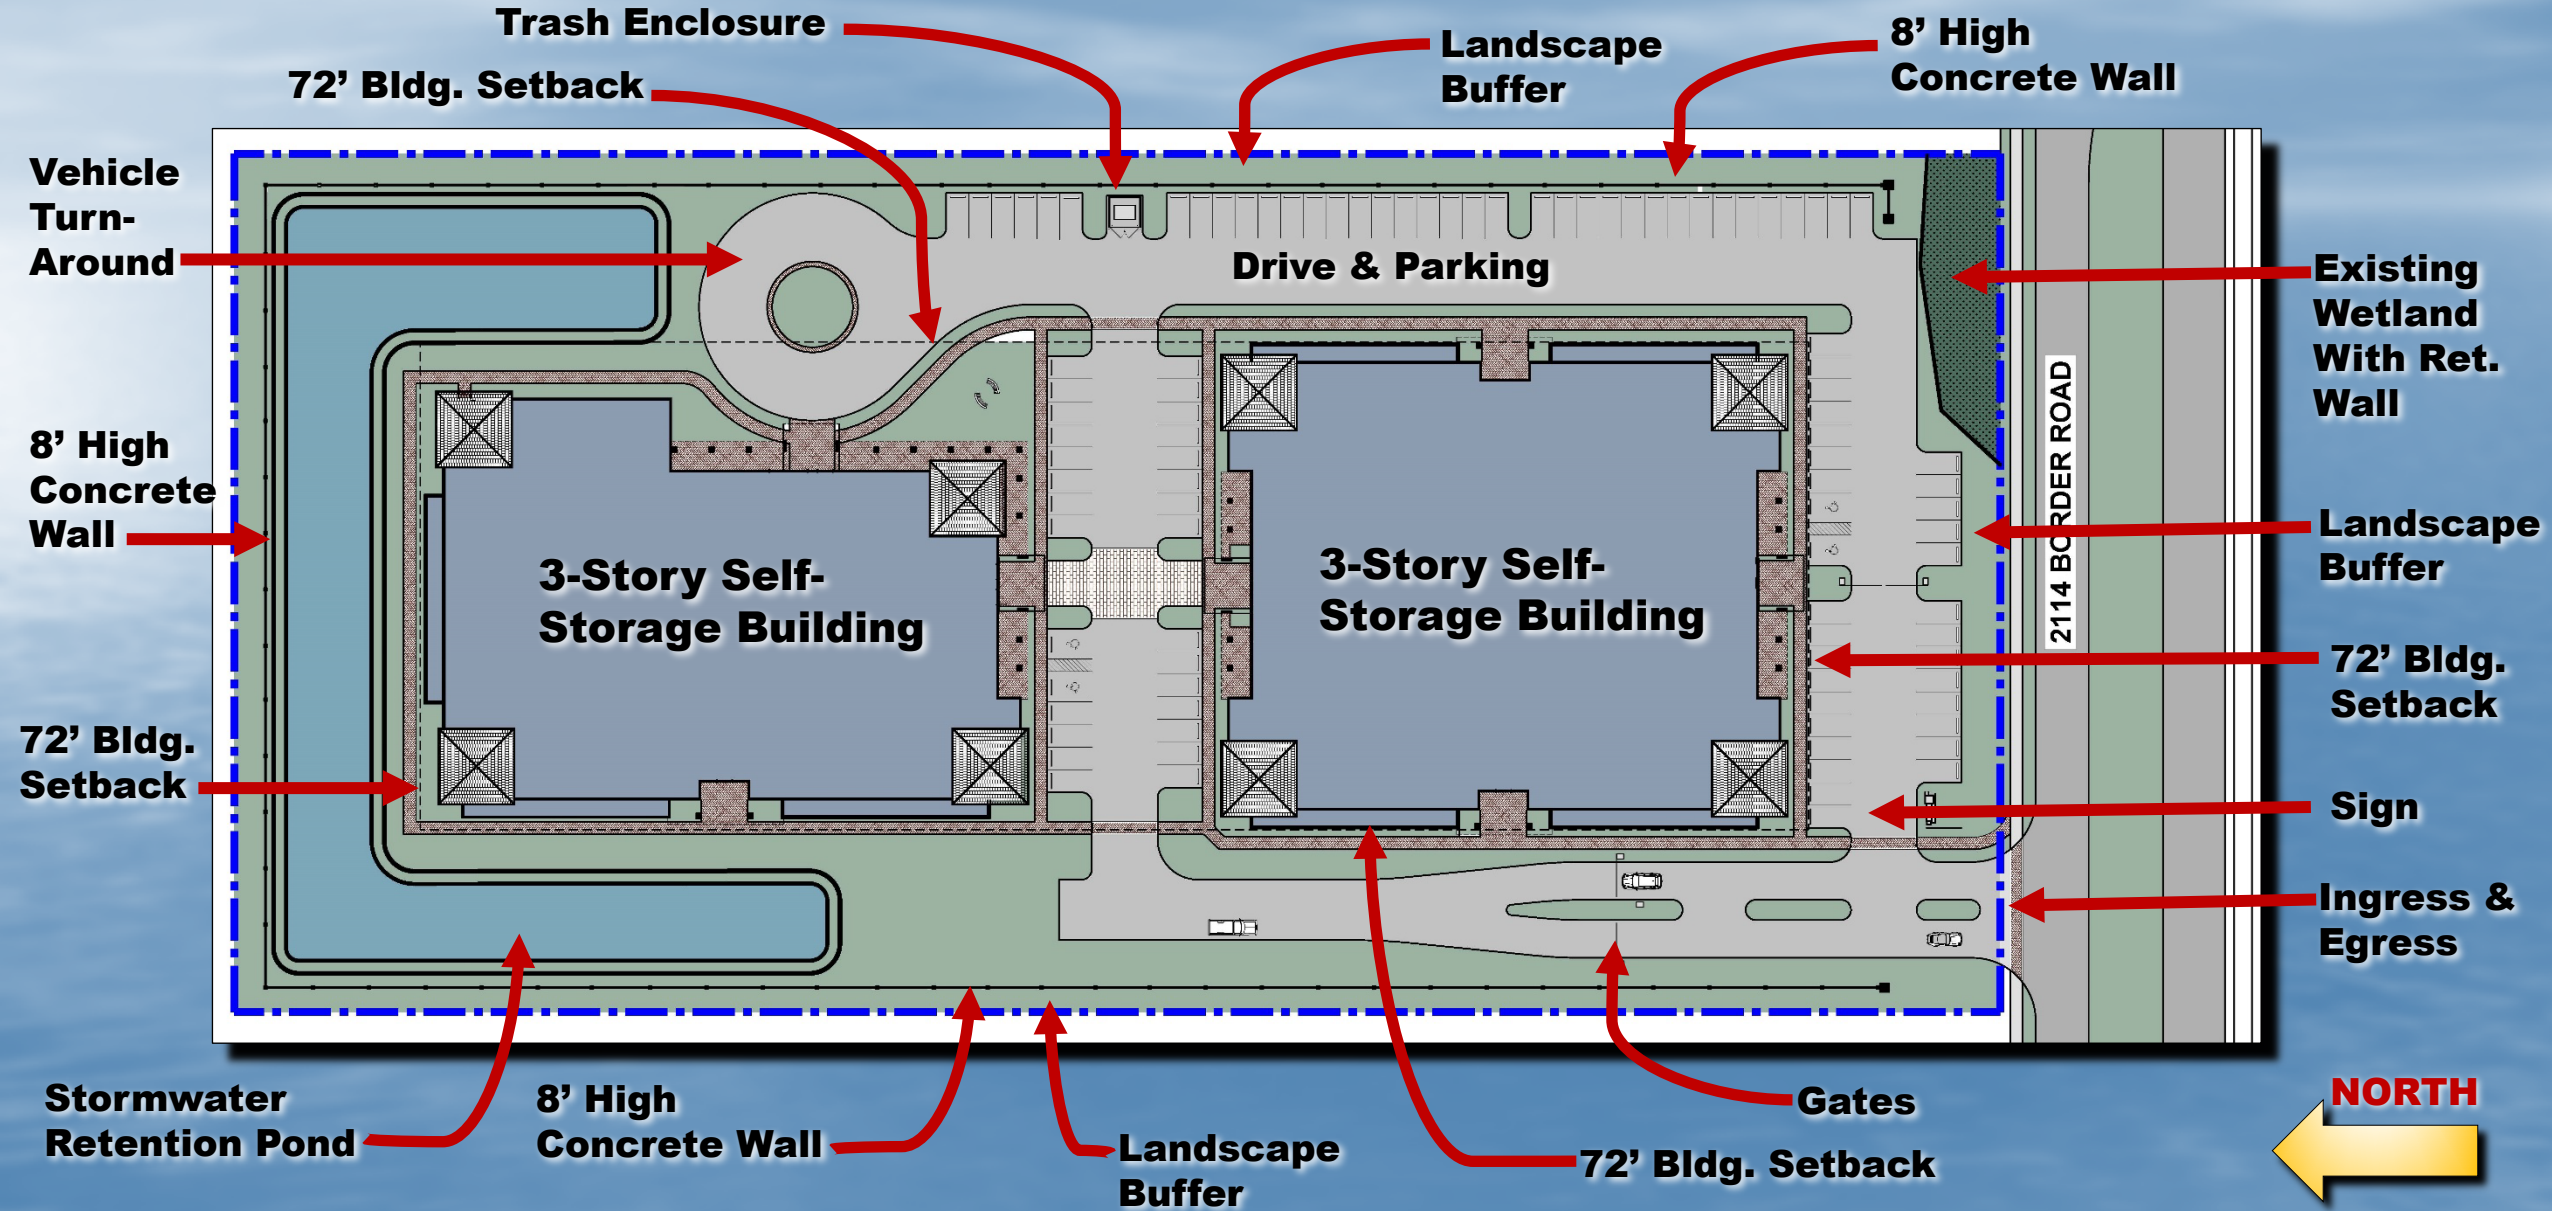 Trash Enclosure
72’ Bldg. Setback
Landscape
Buffer
8’ High
Concrete Wall
Vehicle
Turn-
Around
Drive & Parking
Existing
Wetland
With Ret.
Wall
8’ High
Concrete
Wall
2114 BORDER ROAD
Landscape
Buffer
3-Story Self-
Storage Building
3-Story Self-
Storage Building
72’ Bldg.
Setback
72’ Bldg.
Setback
Sign
Ingress &
Egress
Stormwater
Retention Pond
8’ High
Concrete Wall
Landscape
Buffer
Gates
72’ Bldg. Setback
NORTH